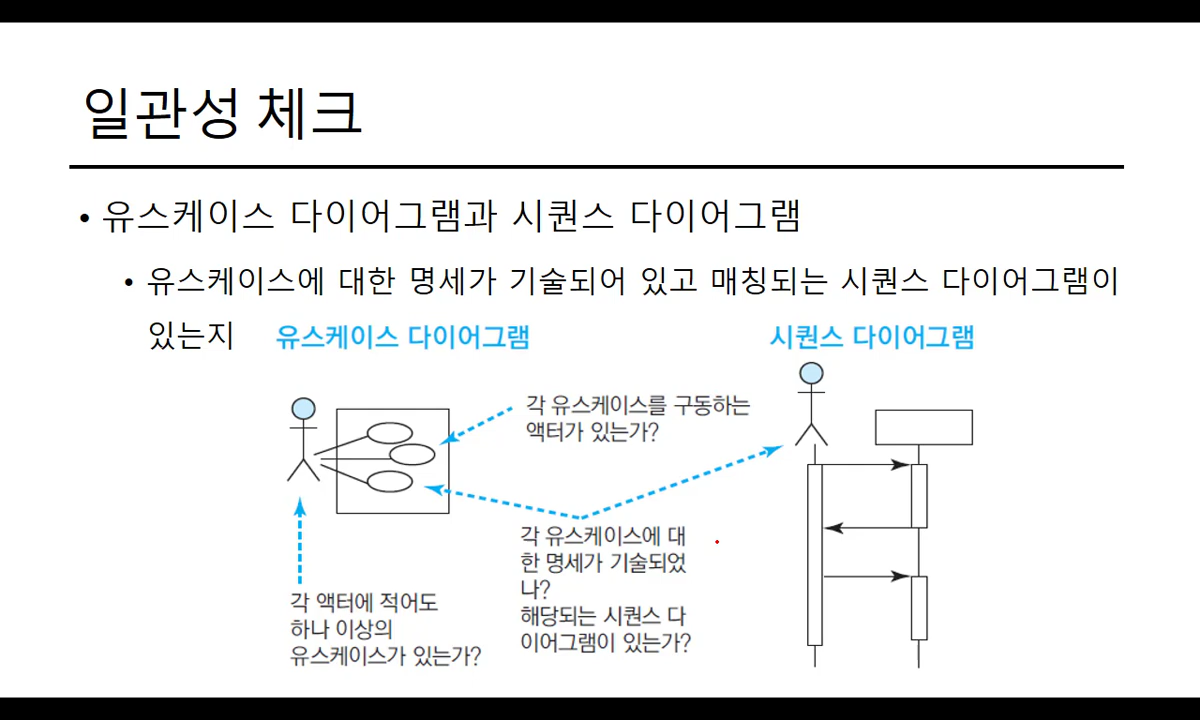 일관성 체크
• 유스케이스 다이어그램과 시퀀스 다이어그램
• 유스케이스에 대한 명세가 기술되어 있고 매칭되는 시퀀스 다이어그램이
있는지
유스케이스 다이어그램
시퀀스 다이어그램
각 유스케이스를 구동하는
액터가 있는가?
각 유스케이스에 대
한 명세가 기술되었
나?
해당되는 시퀀스 다
이어그램이 있는가?
각 액터에 적어도
하나 이상의
유스케이스가 있는가?